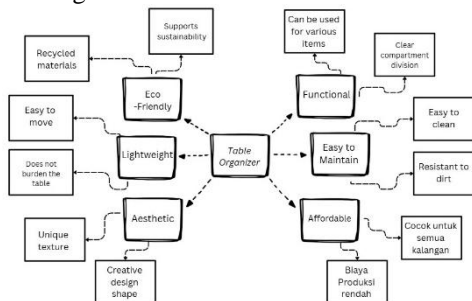 Supports
sustainability
Can be used
for various
items
Recycled
materials
Clear
compartment
division
Eco
-Friendly
Functional
Easy to
move
Easy to
clean
Lightweight
Table
Organizer
Easy to
Maintain
Does not
burden the
table
Resistant to
dirt
Unique
texture
Aesthetic
Affordable
Cocok untuk
semua
kalangan
Creative
design
shape
Biaya
Produksi
rendah